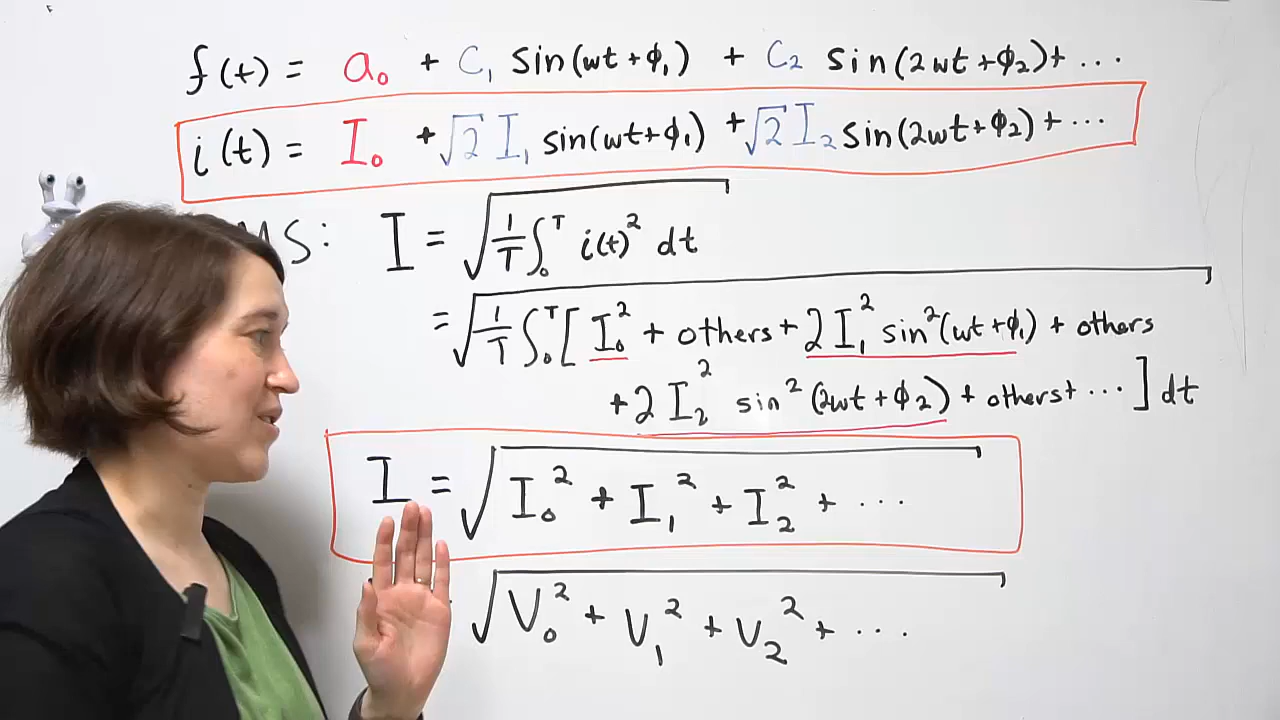 f(t) = a₀ + C₁ sin(ωt+ϕ₁) + C₂ sin(2ωt+ϕ₂)+ ...
i(t) = I₀ + √2 I₁ sin(ωt+ϕ₁) + √2 I₂ sin(2ωt+ϕ₂) + ...
MS: I = √(1/T ∫₀ᵀ i(t)² dt
= √(1/T ∫₀ᵀ [ I₀² + others + 2 I₁² sin²(ωt+ϕ₁) + others
+ 2 I₂² sin²(2ωt+ϕ₂) + others+ ... ] dt
I = √(I₀² + I₁² + I₂² + ...
√(V₀² + V₁² + V₂² + ...